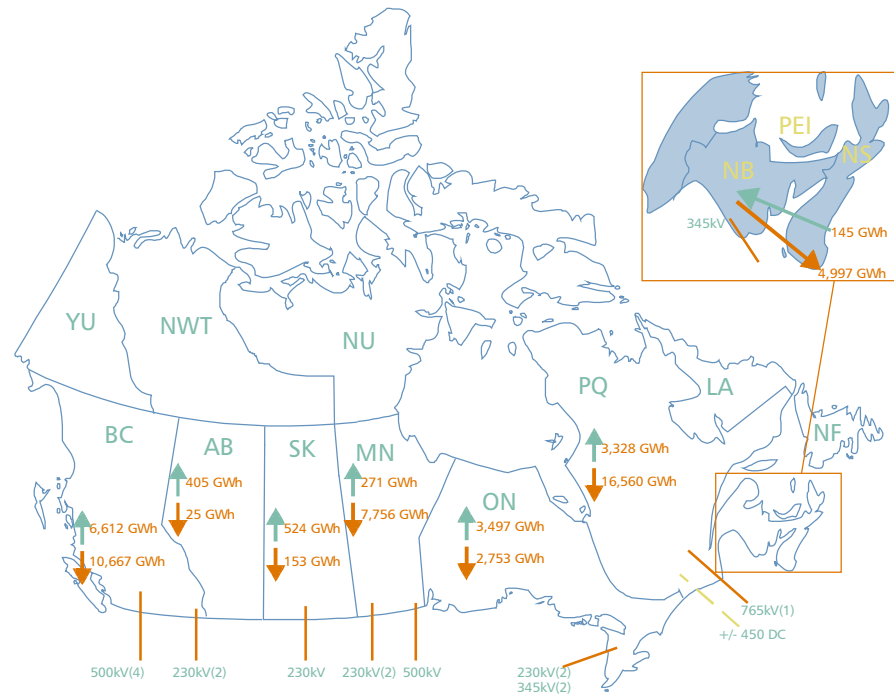 PEI
NS
NB
345kV
145 GWh
4,997 GWh
YU
NWT
NU
PQ
LA
NF
BC
AB
SK
MN
ON
3,328 GWh
16,560 GWh
405 GWh
25 GWh
271 GWh
7,756 GWh
6,612 GWh
10,667 GWh
524 GWh
153 GWh
3,497 GWh
2,753 GWh
765kV(1)
+/- 450 DC
500kV(4)
230kV(2)
230kV
230kV(2)
500kV
230kV(2)
345kV(2)